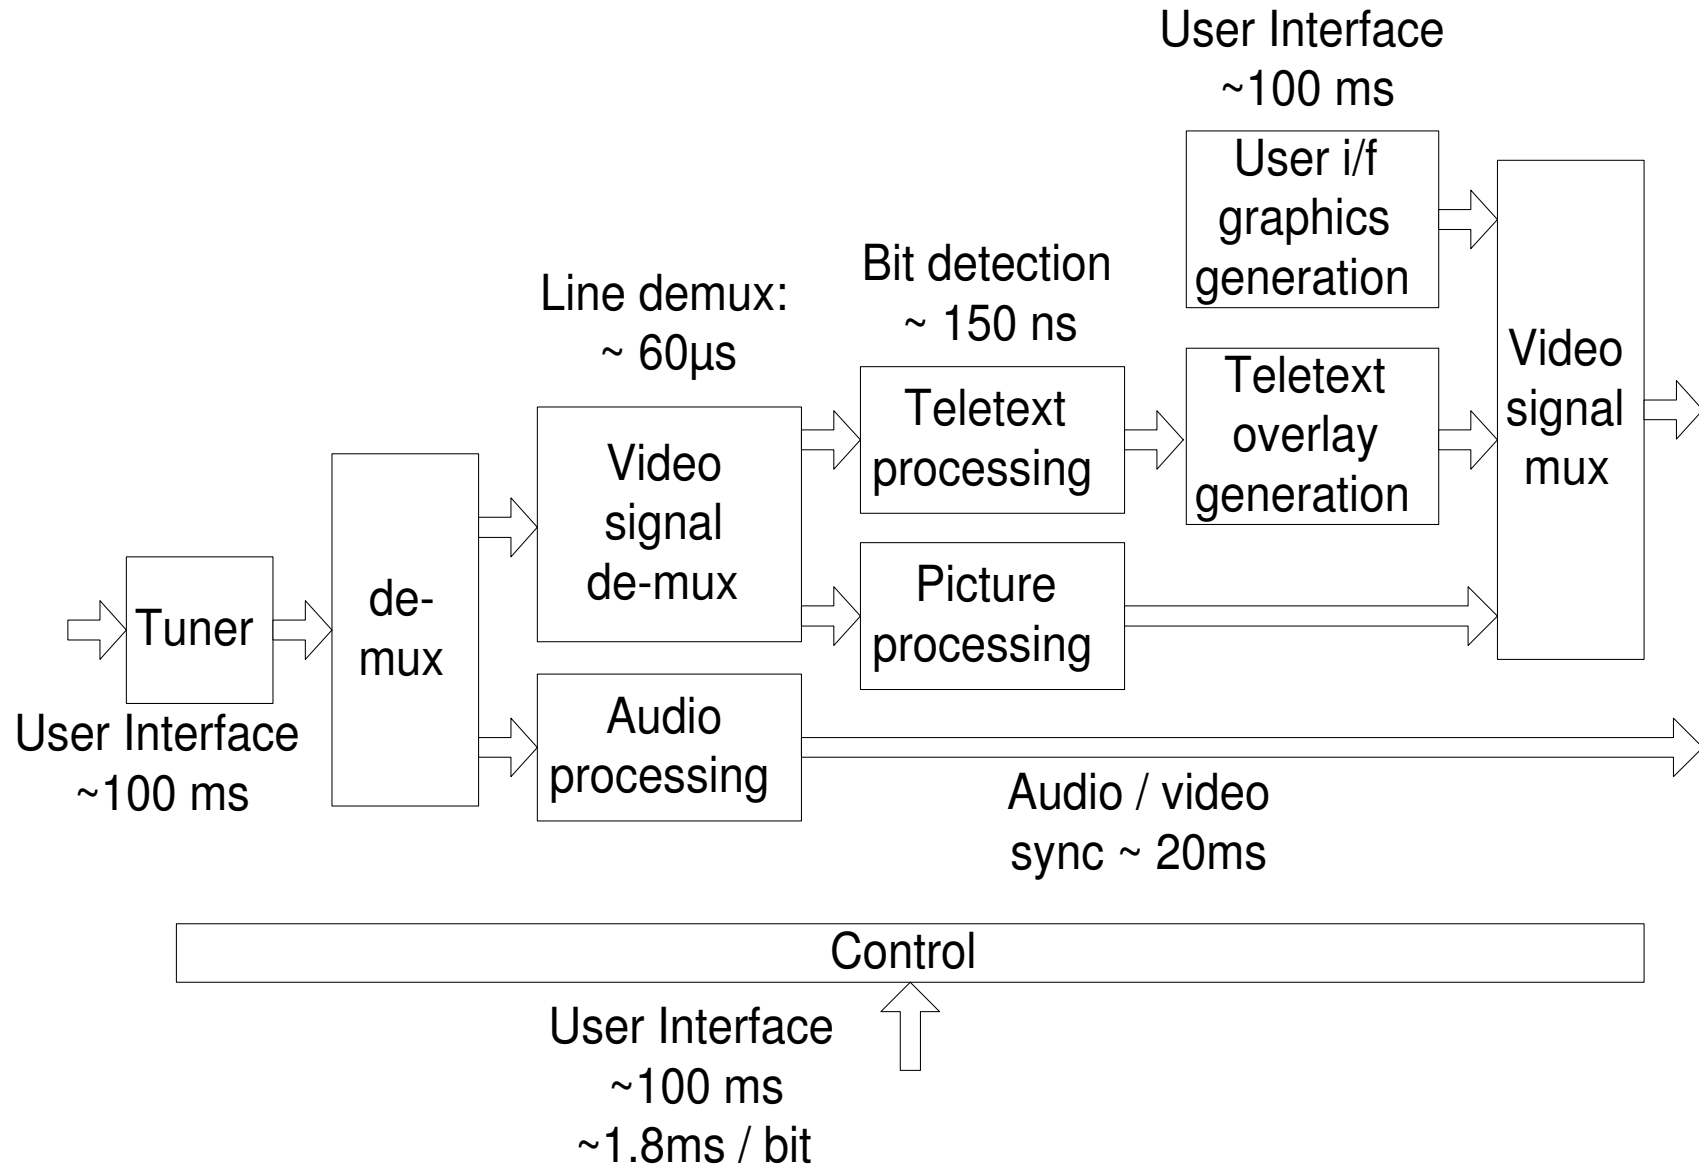 User Interface
~100 ms
User i/f
graphics
generation
Line demux:
~ 60µs
Bit detection
~ 150 ns
Video
signal
mux
Teletext
processing
Teletext
overlay
generation
Video
signal
de-mux
Picture
processing
Tuner
de-
mux
User Interface
~100 ms
Audio
processing
Audio / video
sync ~ 20ms
Control
User Interface
~100 ms
~1.8ms / bit